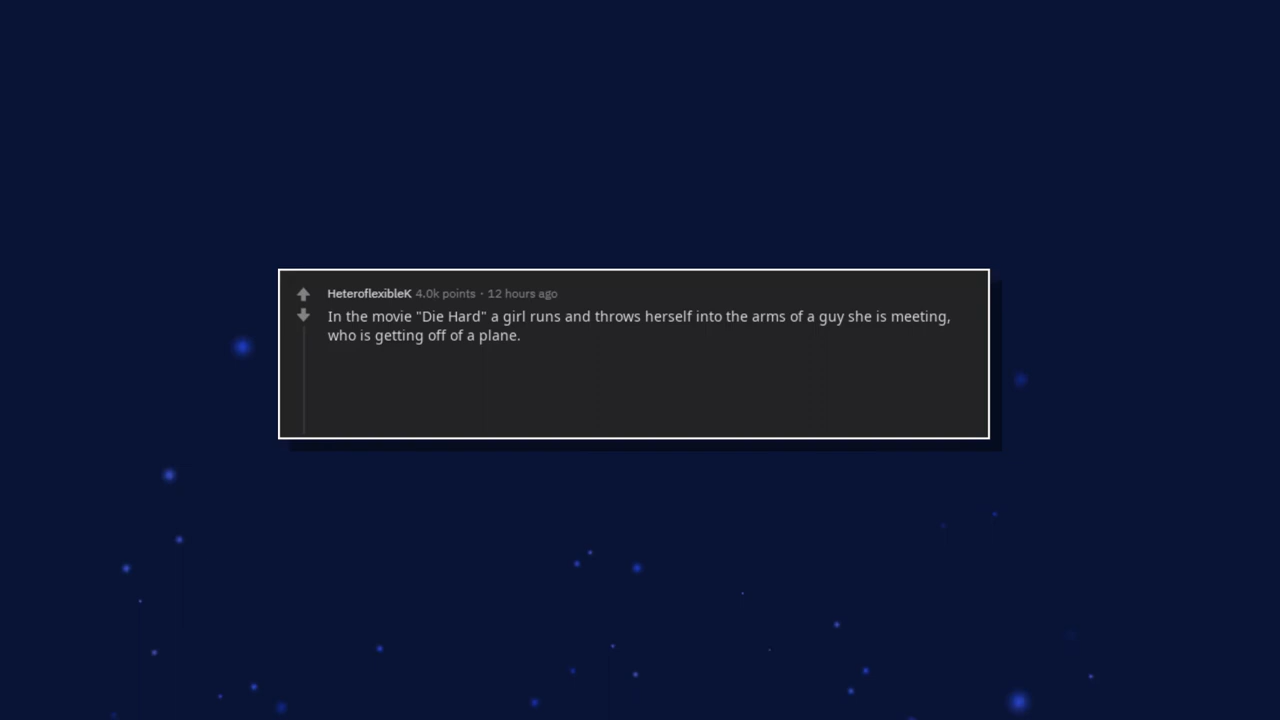 HeteroflexibleK 4.0k points · 12 hours ago
In the movie "Die Hard" a girl runs and throws herself into the arms of a guy she is meeting,
who is getting off of a plane.